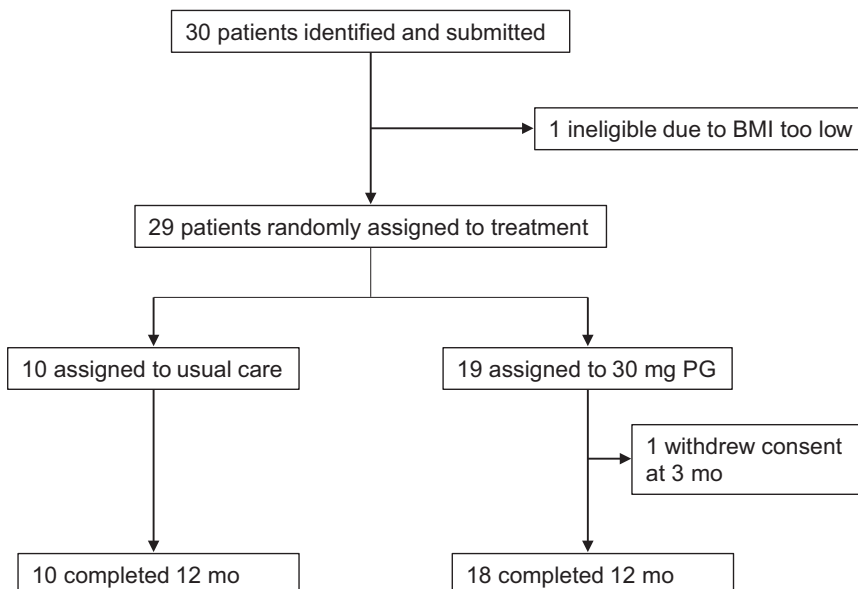 30 patients identified and submitted
1 ineligible due to BMI too low
29 patients randomly assigned to treatment
10 assigned to usual care
19 assigned to 30 mg PG
1 withdrew consent
at 3 mo
10 completed 12 mo
18 completed 12 mo